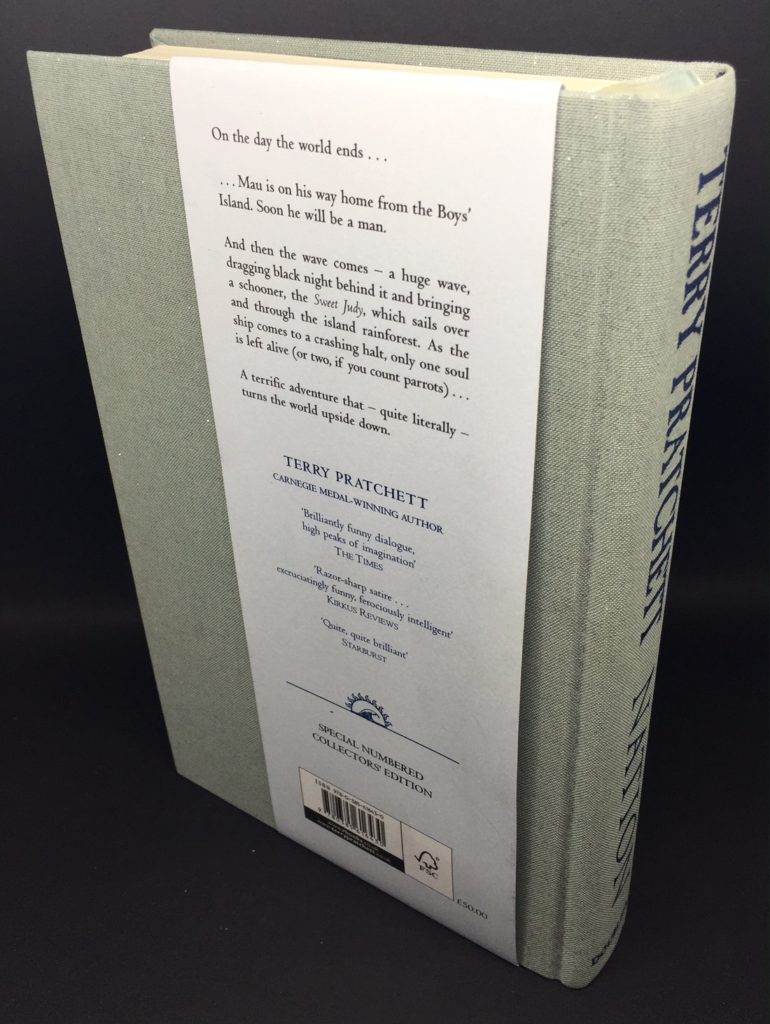 On the day the world ends . . .
. . . Mau is on his way home from the Boys'
Island. Soon he will be a man.
And then the wave comes – a huge wave,
dragging black night behind it and bringing
a schooner, the Sweet Judy, which sails over
and through the island rainforest. As the
ship comes to a crashing halt, only one soul
is left alive (or two, if you count parrots) . . .
A terrific adventure that – quite literally –
turns the world upside down.
TERRY PRATCHETT
CARNEGIE MEDAL-WINNING AUTHOR
'Brilliantly funny dialogue,
high peaks of imagination'
THE TIMES
'Razor-sharp satire . . .
excruciatingly funny, ferociously intelligent'
KIRKUS REVIEWS
'Quite, quite brilliant'
STARBURST
SPECIAL NUMBERED
COLLECTORS' EDITION
ISBN
FSC
£50.00
TERRY PRATCHETT NATION